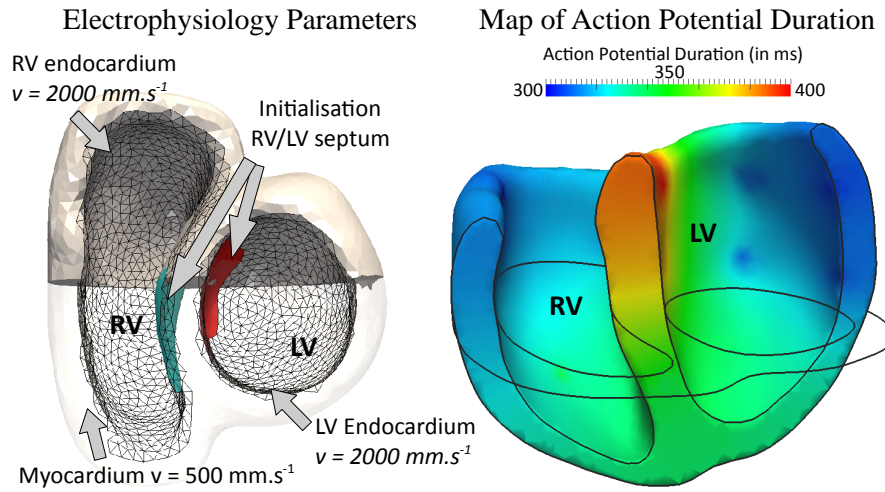 Electrophysiology Parameters
RV endocardium
v = 2000 mm.s⁻¹
Initialisation
RV/LV septum
RV
LV
LV Endocardium
v = 2000 mm.s⁻¹
Myocardium v = 500 mm.s⁻¹
Map of Action Potential Duration
Action Potential Duration (in ms)
300 350 400
LV
RV